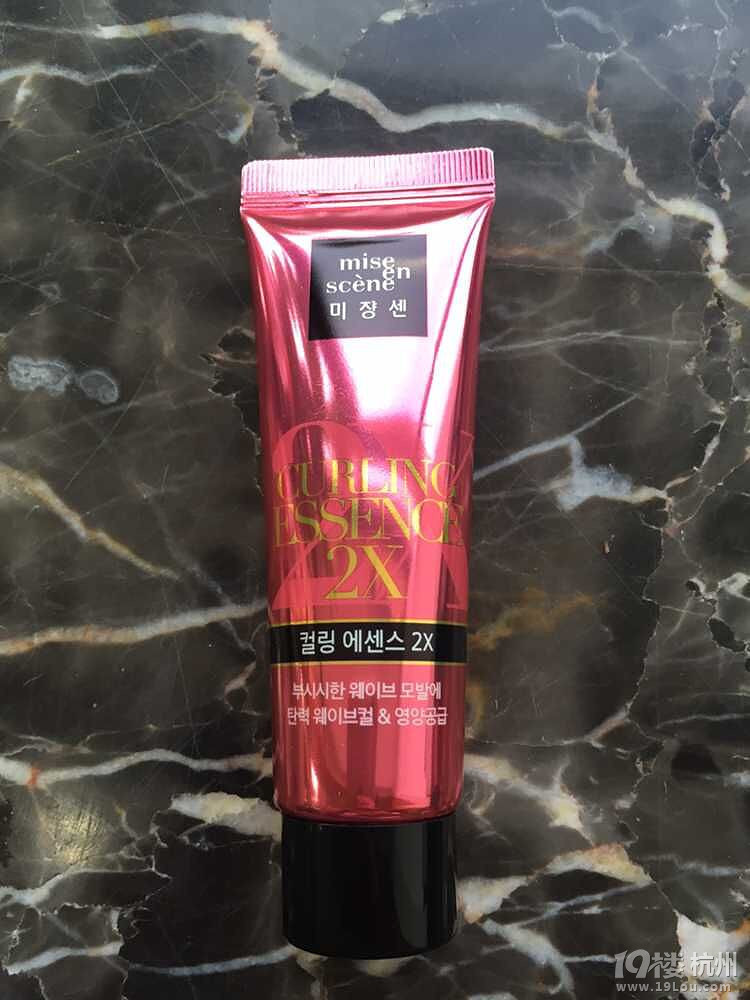 mise
en
scène
미쟝센
2X
CURLING
ESSENCE
2X
컬링 에센스 2X
부시시한 웨이브 모발에
탄력 웨이브컬 & 영양공급
19楼 杭州
www.19Lou.com